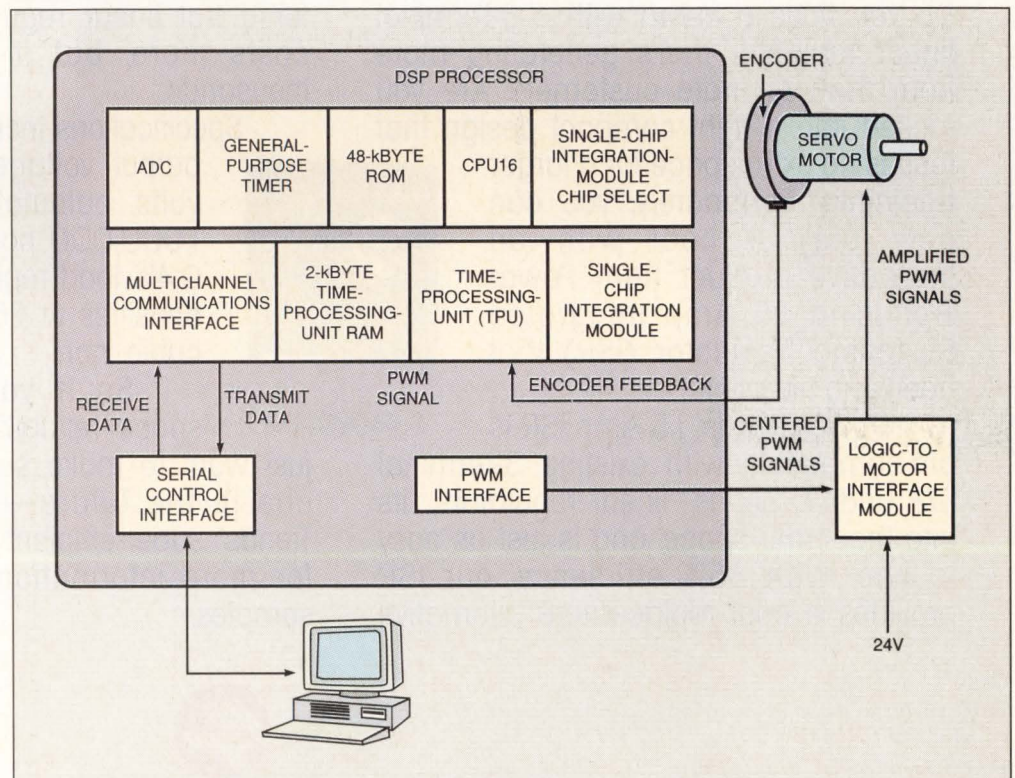 DSP PROCESSOR
ADC
GENERAL-
PURPOSE
TIMER
48-kBYTE
ROM
CPU16
SINGLE-CHIP
INTEGRATION-
MODULE
CHIP SELECT
MULTICHANNEL
COMMUNICATIONS
INTERFACE
2-kBYTE
TIME-
PROCESSING-
UNIT RAM
TIME-
PROCESSING-
UNIT (TPU)
SINGLE-
CHIP
INTEGRATION
MODULE
RECEIVE
DATA
TRANSMIT
DATA
PWM
SIGNAL
ENCODER FEEDBACK
SERIAL
CONTROL
INTERFACE
PWM
INTERFACE
ENCODER
SERVO
MOTOR
AMPLIFIED
PWM
SIGNALS
CENTERED
PWM
SIGNALS
LOGIC-TO-
MOTOR
INTERFACE
MODULE
24V